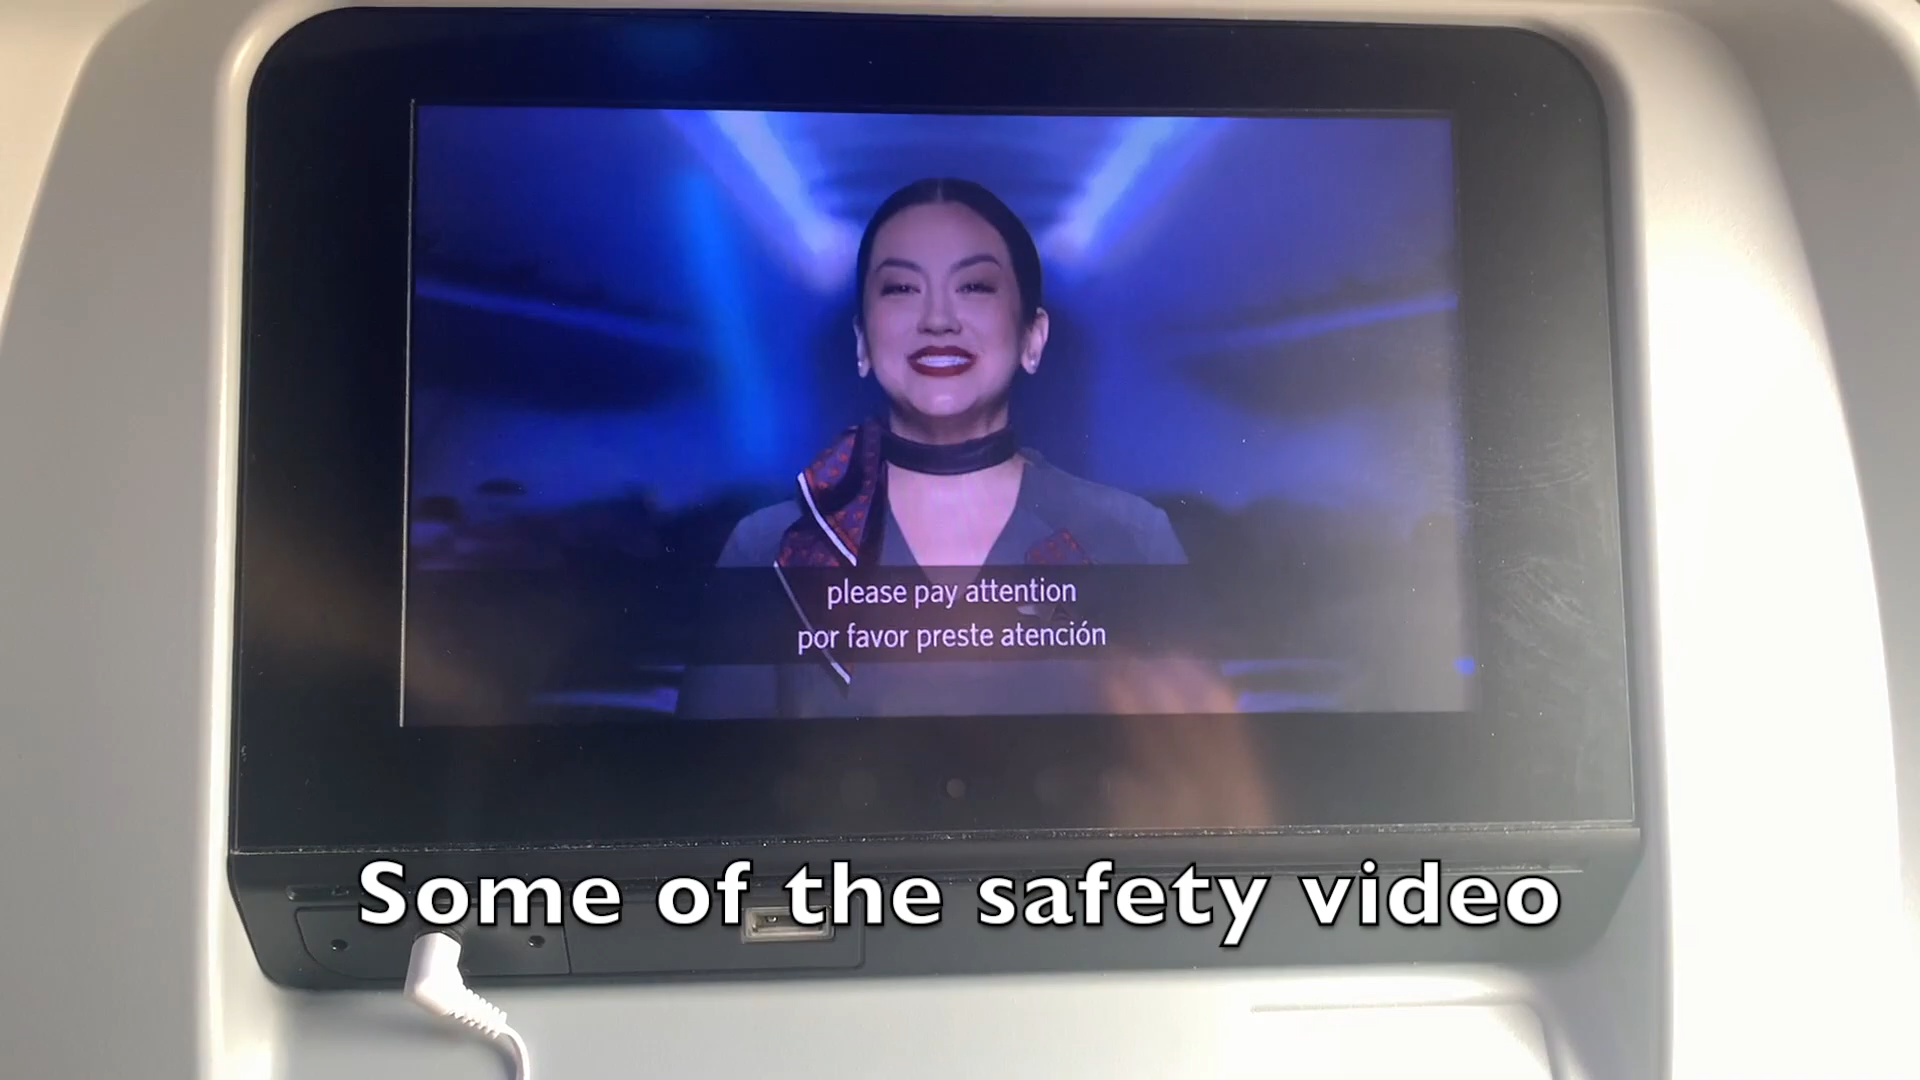 please pay attention
por favor preste atención
Some of the safety video